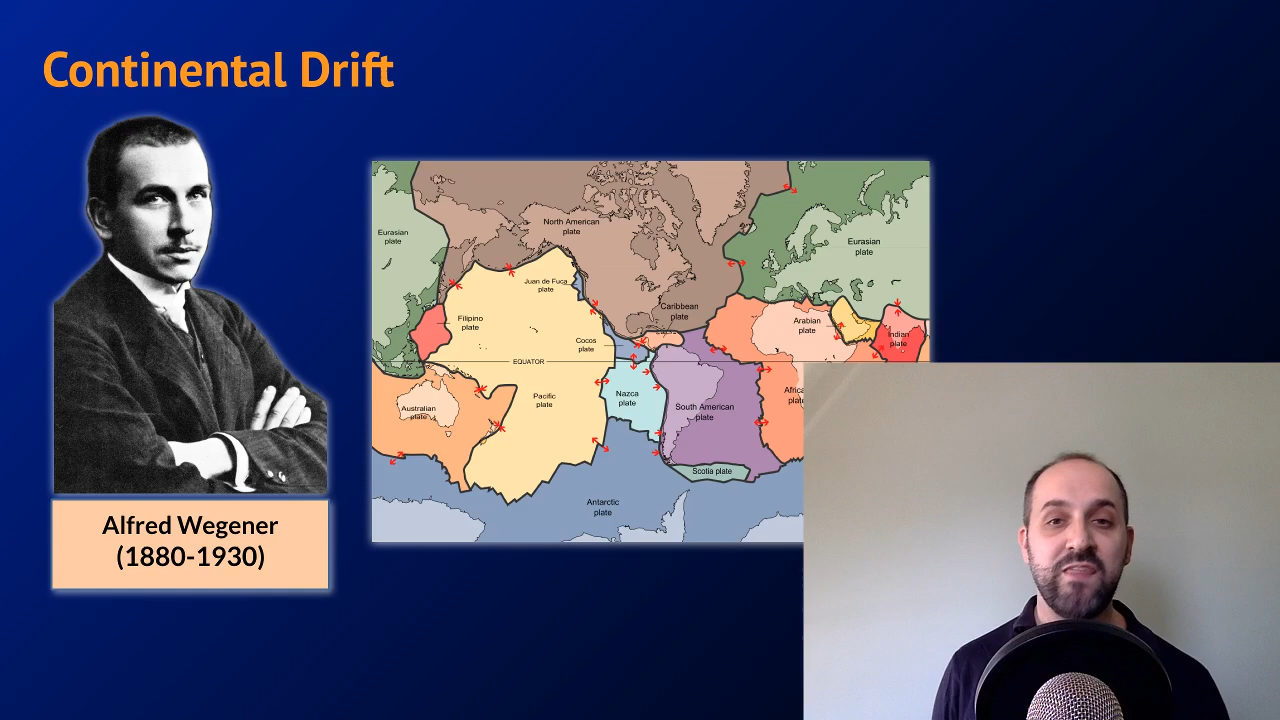 Continental Drift
North American
plate
Eurasian
plate
Eurasian
plate
Juan de Fuca
plate
Caribbean
plate
Filipino
plate
Arabian
plate
Indian
plate
Cocos
plate
EQUATOR
Nazca
plate
Pacific
plate
Australian
plate
South American
plate
Scotia plate
Antarctic
plate
Alfred Wegener
(1880-1930)